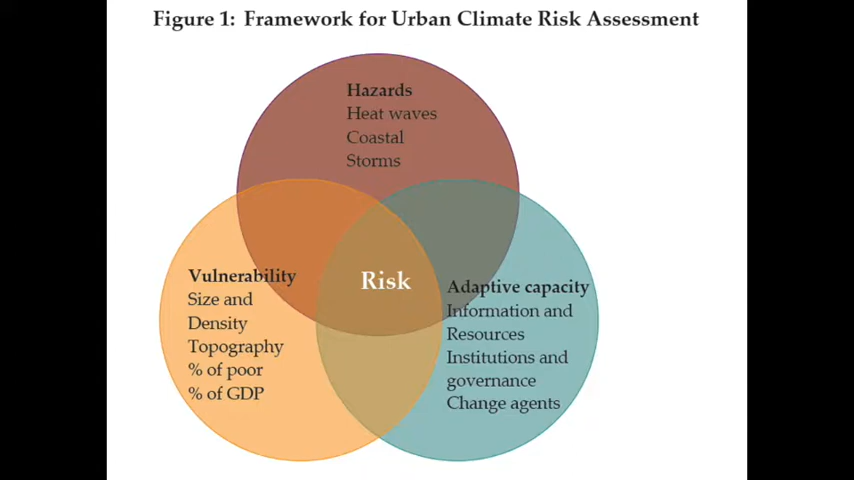 Figure 1: Framework for Urban Climate Risk Assessment
Hazards
Heat waves
Coastal
Storms
Risk
Vulnerability
Size and
Density
Topography
% of poor
% of GDP
Adaptive capacity
Information and
Resources
Institutions and
governance
Change agents